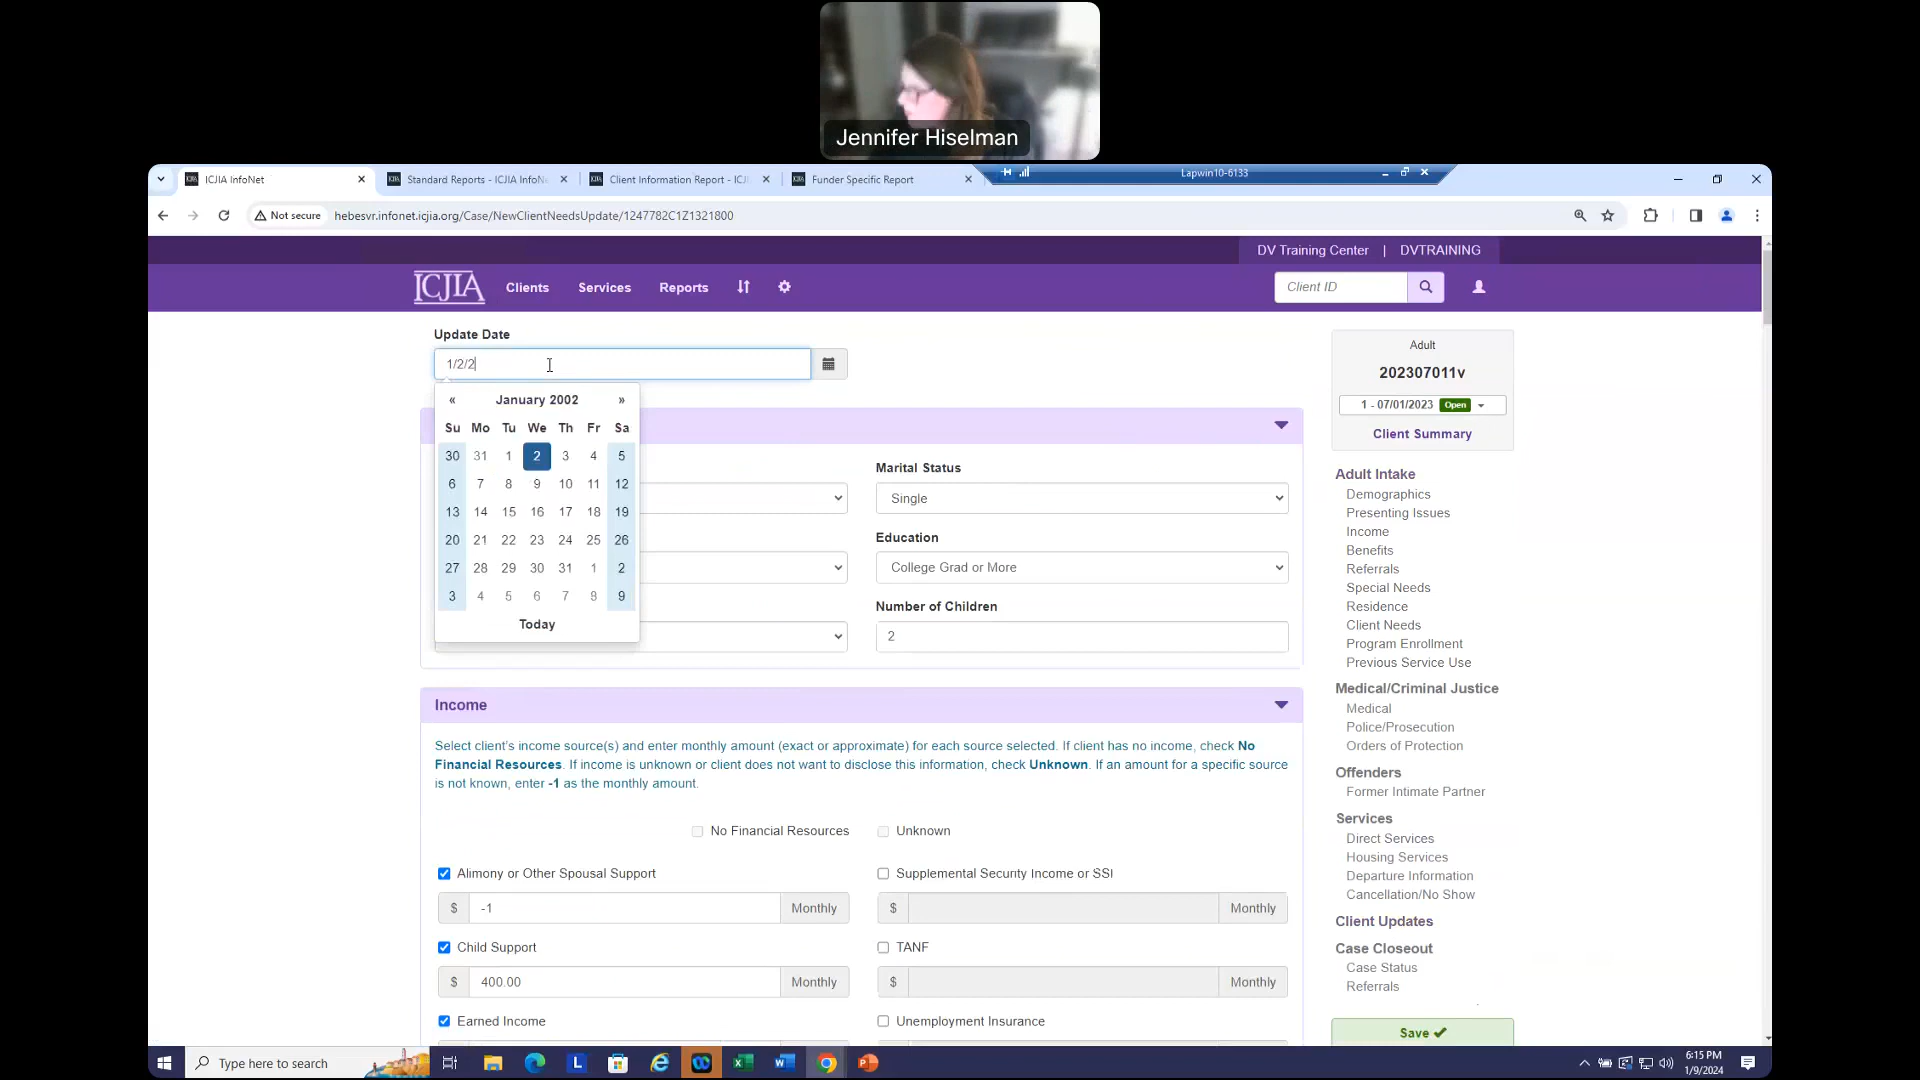 Jennifer Hiselman
ICJIA InfoNet
Standard Reports - ICJIA InfoNe
Client Information Report - ICJI
Funder Specific Report
Lapwin10-6133
Not secure
hebesvr.infonet.icjia.org/Case/NewClientNeedsUpdate/1247782C1Z1321800
DV Training Center | DVTRAINING
ICJIA
Clients
Services
Reports
Client ID
Update Date
1/2/2
« January 2002 »
Su Mo Tu We Th Fr Sa
30 31 1 2 3 4 5
6 7 8 9 10 11 12
13 14 15 16 17 18 19
20 21 22 23 24 25 26
27 28 29 30 31 1 2
3 4 5 6 7 8 9
Today
Marital Status
Single
Education
College Grad or More
Number of Children
2
Income
Select client's income source(s) and enter monthly amount (exact or approximate) for each source selected. If client has no income, check No
Financial Resources. If income is unknown or client does not want to disclose this information, check Unknown. If an amount for a specific source
is not known, enter -1 as the monthly amount.
No Financial Resources
Unknown
Alimony or Other Spousal Support
$ -1 Monthly
Supplemental Security Income or SSI
$ Monthly
Child Support
$ 400.00 Monthly
TANF
$ Monthly
Earned Income
Unemployment Insurance
Adult
202307011v
1 - 07/01/2023 Open
Client Summary
Adult Intake
Demographics
Presenting Issues
Income
Benefits
Referrals
Special Needs
Residence
Client Needs
Program Enrollment
Previous Service Use
Medical/Criminal Justice
Medical
Police/Prosecution
Orders of Protection
Offenders
Former Intimate Partner
Services
Direct Services
Housing Services
Departure Information
Cancellation/No Show
Client Updates
Case Closeout
Case Status
Referrals
Save
Type here to search
6:15 PM
1/9/2024